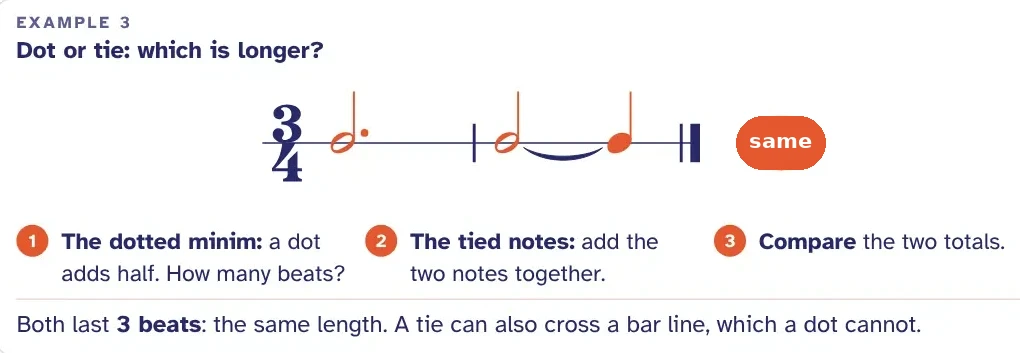 EXAMPLE 3
Dot or tie: which is longer?
3
4
same
1 The dotted minim: a dot
adds half. How many beats?
2 The tied notes: add the
two notes together.
3 Compare the two totals.
Both last 3 beats: the same length. A tie can also cross a bar line, which a dot cannot.